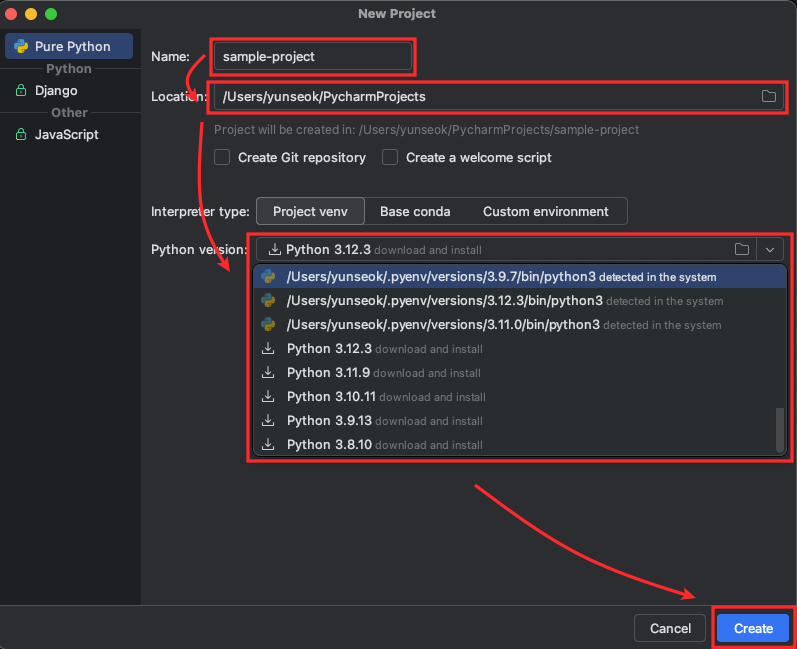 New Project
Pure Python
Python
Django
Other
JavaScript
Name: sample-project
Location: /Users/yunseok/PycharmProjects
Project will be created in: /Users/yunseok/PycharmProjects/sample-project
Create Git repository Create a welcome script
Interpreter type: Project venv Base conda Custom environment
Python version: Python 3.12.3 download and install
/Users/yunseok/.pyenv/versions/3.9.7/bin/python3 detected in the system
/Users/yunseok/.pyenv/versions/3.12.3/bin/python3 detected in the system
/Users/yunseok/.pyenv/versions/3.11.0/bin/python3 detected in the system
Python 3.12.3 download and install
Python 3.11.9 download and install
Python 3.10.11 download and install
Python 3.9.13 download and install
Python 3.8.10 download and install
Cancel Create